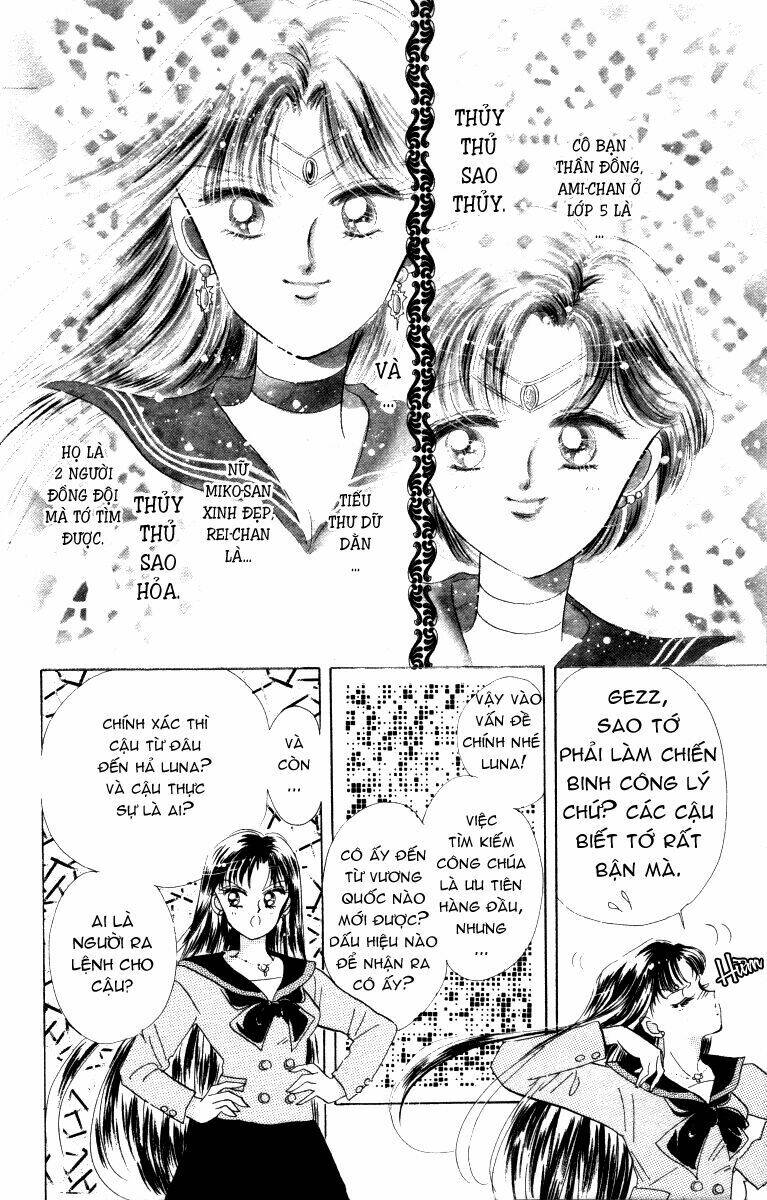 CÔ BẠN
THẦN ĐỒNG,
AMI-CHAN Ở
LỚP 5 LÀ
...
THỦY
THỦ
SAO
THỦY.
VÀ
...
TIỂU
THƯ DỮ
DẰN
...
NỮ
MIKO-SAN
XINH ĐẸP,
REI-CHAN
LÀ...
THỦY
THỦ
SAO
HỎA.
HỌ LÀ
2 NGƯỜI
ĐỒNG ĐỘI
MÀ TỚ TÌM
ĐƯỢC.
GEZZ,
SAO TỚ
PHẢI LÀM CHIẾN
BINH CÔNG LÝ
CHỨ? CÁC CẬU
BIẾT TỚ RẤT
BẬN MÀ.
HỪM
VẬY VÀO
VẤN ĐỀ
CHÍNH NHÉ
LUNA!
VIỆC
TÌM KIẾM
CÔNG CHÚA
LÀ ƯU TIÊN
HÀNG ĐẦU,
NHƯNG
...
CÔ ẤY ĐẾN
TỪ VƯƠNG
QUỐC NÀO
MỚI ĐƯỢC?
DẤU HIỆU NÀO
ĐỂ NHẬN RA
CÔ ẤY?
VÀ
CÒN
...
CHÍNH XÁC THÌ
CẬU TỪ ĐÂU
ĐẾN HẢ LUNA?
VÀ CẬU THỰC
SỰ LÀ AI?
AI LÀ
NGƯỜI RA
LỆNH CHO
CẬU?